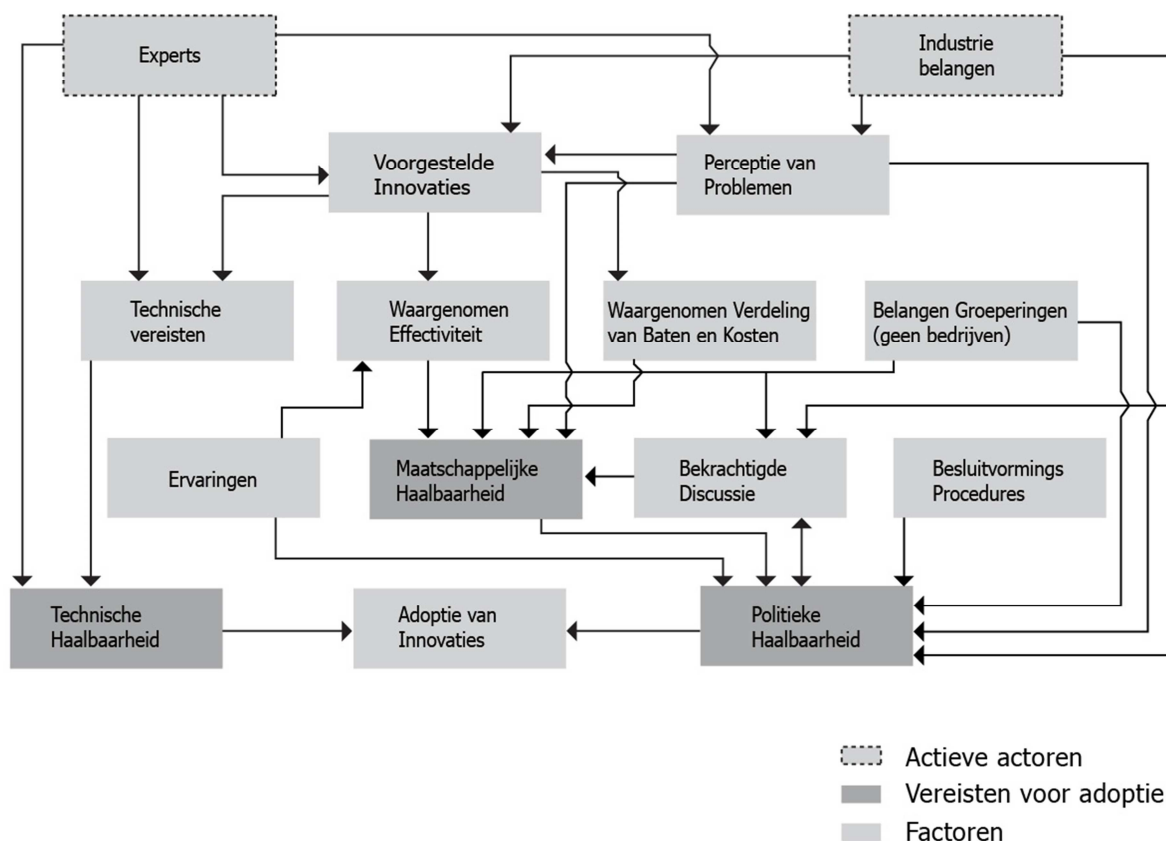 Experts
Industrie
belangen
Voorgestelde
Innovaties
Perceptie van
Problemen
Technische
vereisten
Waargenomen
Effectiviteit
Waargenomen Verdeling
van Baten en Kosten
Belangen Groeperingen
(geen bedrijven)
Ervaringen
Maatschappelijke
Haalbaarheid
Bekrachtigde
Discussie
Besluitvormings
Procedures
Technische
Haalbaarheid
Adoptie van
Innovaties
Politieke
Haalbaarheid
Actieve actoren
Vereisten voor adoptie
Factoren